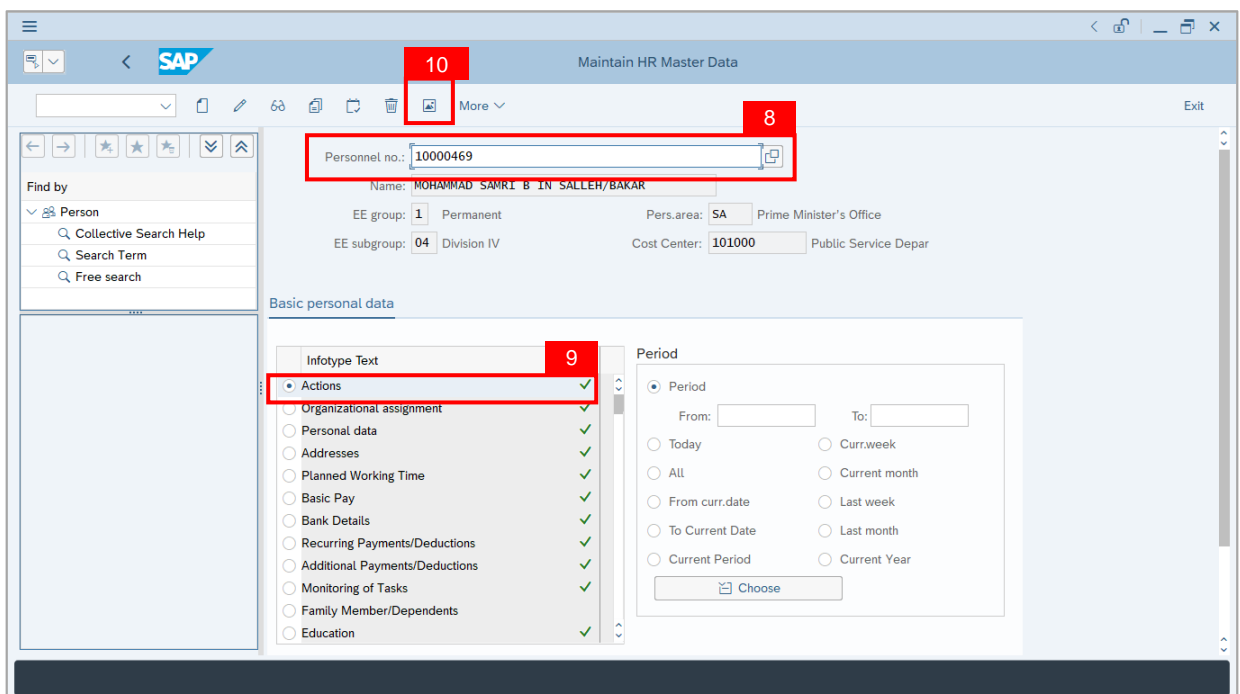 SAP
Maintain HR Master Data
10
More
Exit
8
Personnel no.: 10000469
Find by
Name: MOHAMMAD SAMRI B IN SALLEH/BAKAR
Person
EE group: 1 Permanent Pers.area: SA Prime Minister's Office
Collective Search Help
EE subgroup: 04 Division IV Cost Center: 101000 Public Service Depar
Search Term
Free search
Basic personal data
9
Infotype Text
Period
Actions
Period
Organizational assignment
From: To:
Personal data
Today Curr.week
Addresses
Planned Working Time
All Current month
Basic Pay
From curr.date Last week
Bank Details
To Current Date Last month
Recurring Payments/Deductions
Additional Payments/Deductions
Current Period Current Year
Monitoring of Tasks
Choose
Family Member/Dependents
Education